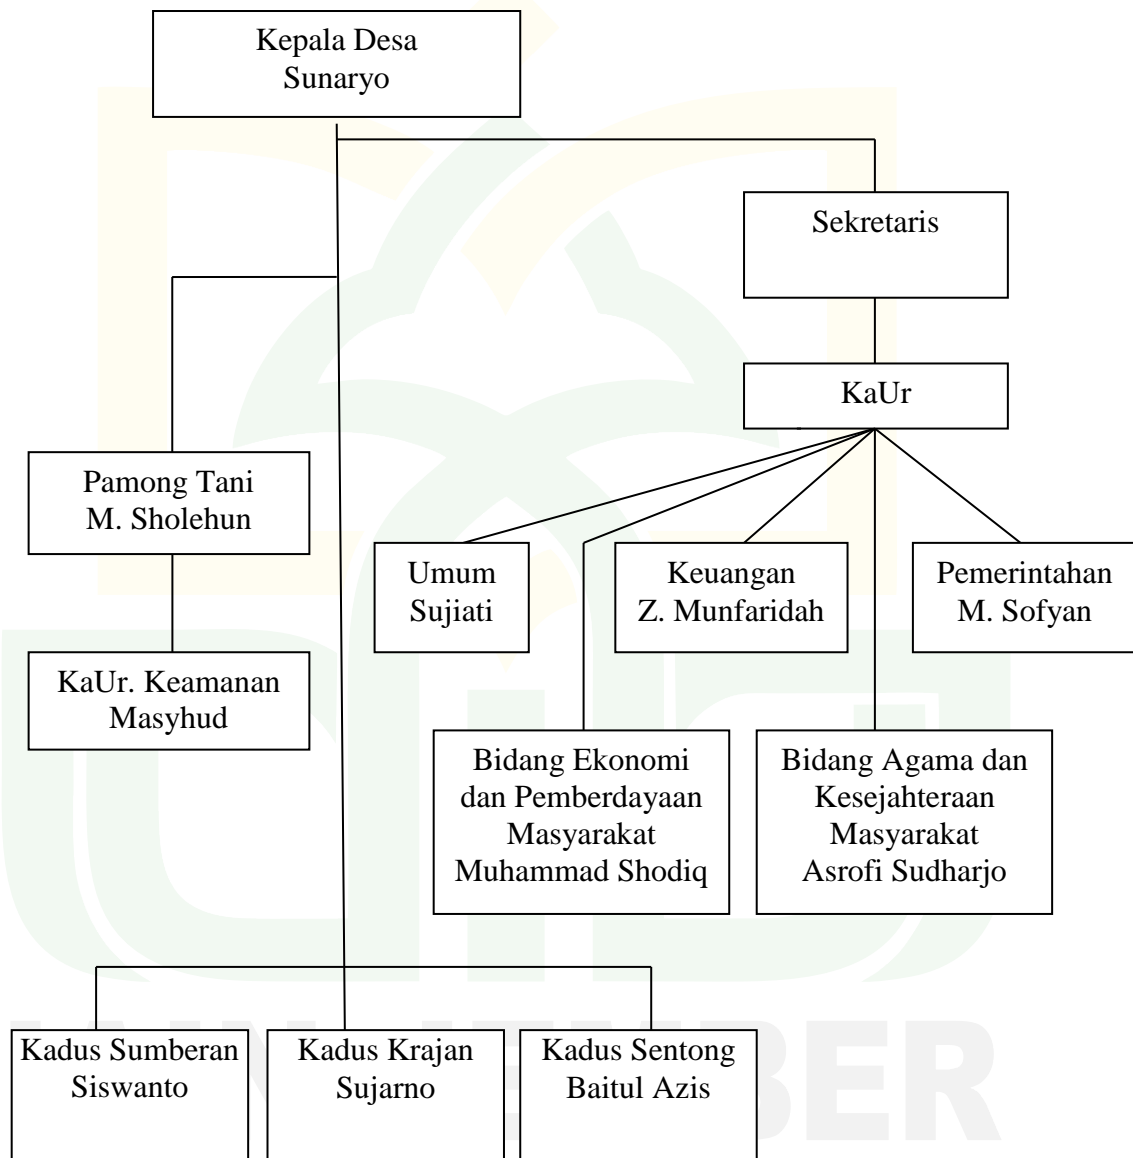 Kepala Desa
Sunaryo
Sekretaris
KaUr
Pamong Tani
M. Sholehun
Umum
Sujiati
Keuangan
Z. Munfaridah
Pemerintahan
M. Sofyan
KaUr. Keamanan
Masyhud
Bidang Ekonomi
dan Pemberdayaan
Masyarakat
Muhammad Shodiq
Bidang Agama dan
Kesejahteraan
Masyarakat
Asrofi Sudharjo
Kadus Sumberan
Siswanto
Kadus Krajan
Sujarno
Kadus Sentong
Baitul Azis
IAIN JEMBER